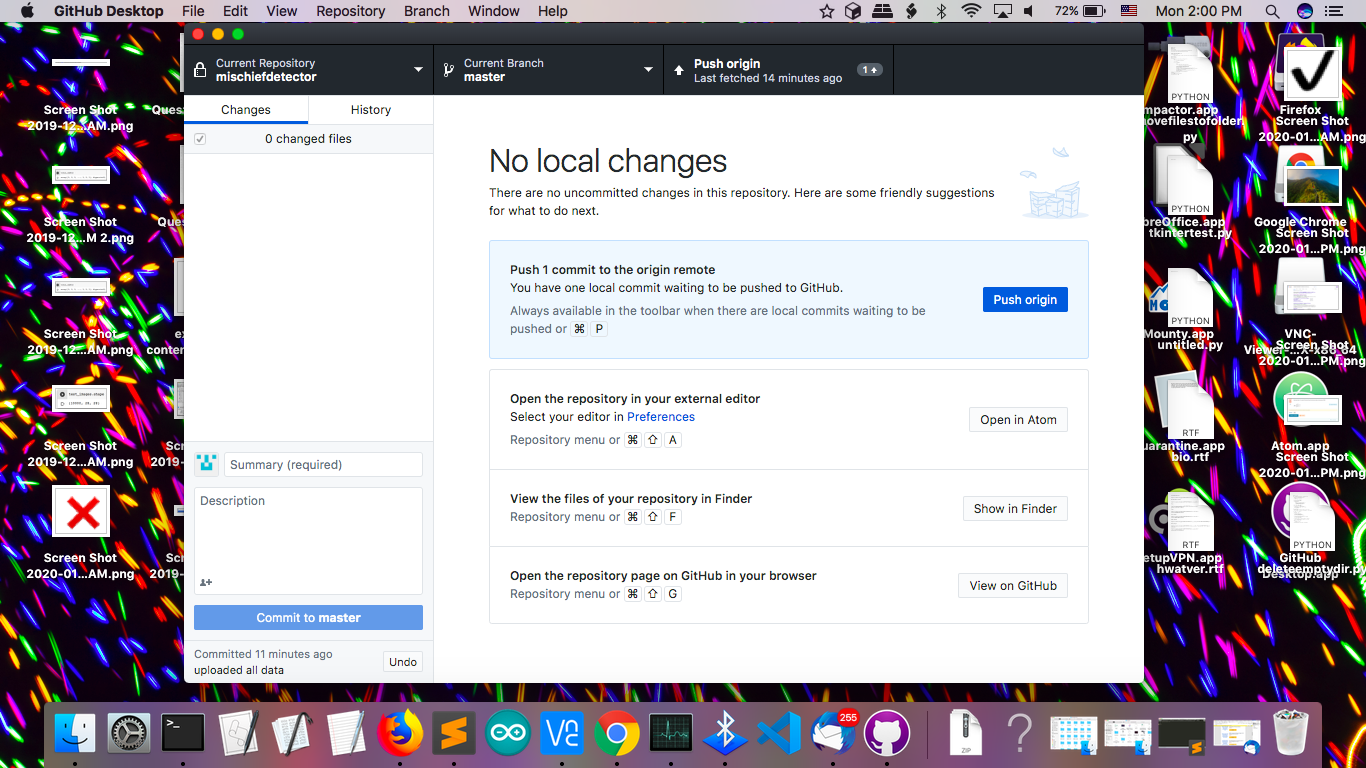 GitHub Desktop File Edit View Repository Branch Window Help 72% Mon 2:00 PM
Current Repository
mischiefdetector
Current Branch
master
Push origin
Last fetched 14 minutes ago
1
Changes
History
0 changed files
No local changes
There are no uncommitted changes in this repository. Here are some friendly suggestions
for what to do next.
Push 1 commit to the origin remote
You have one local commit waiting to be pushed to GitHub.
Always available in the toolbar when there are local commits waiting to be
pushed or ⌘ P
Push origin
Open the repository in your external editor
Select your editor in Preferences
Repository menu or ⌘ ⇧ A
Open in Atom
View the files of your repository in Finder
Repository menu or ⌘ ⇧ F
Show in Finder
Open the repository page on GitHub in your browser
Repository menu or ⌘ ⇧ G
View on GitHub
Summary (required)
Description
Commit to master
Committed 11 minutes ago
uploaded all data
Undo
Screen Shot
2019-12...AM.png
Screen Shot
2019-12...M 2.png
Screen Shot
2019-12...AM.png
Screen Shot
2019-12...AM.png
Screen Shot
2020-01...AM.png
PYTHON
mpactor.app
ovefilestofolder
py
Firefox
Screen Shot
2020-01...AM.png
PYTHON
breOffice.app
tkintertest.py
Google Chrome
Screen Shot
2020-01...PM.png
PYTHON
Mounty.app
untitled.py
VNC-
Screen Shot
2020-01...PM.png
RTF
uarantine.app
bio.rtf
Atom.app
Screen Shot
2020-01...PM.png
RTF
etupVPN.app
hwatver.rtf
PYTHON
GitHub
deleteemptydir.py
Desktop.app
255
ZIP